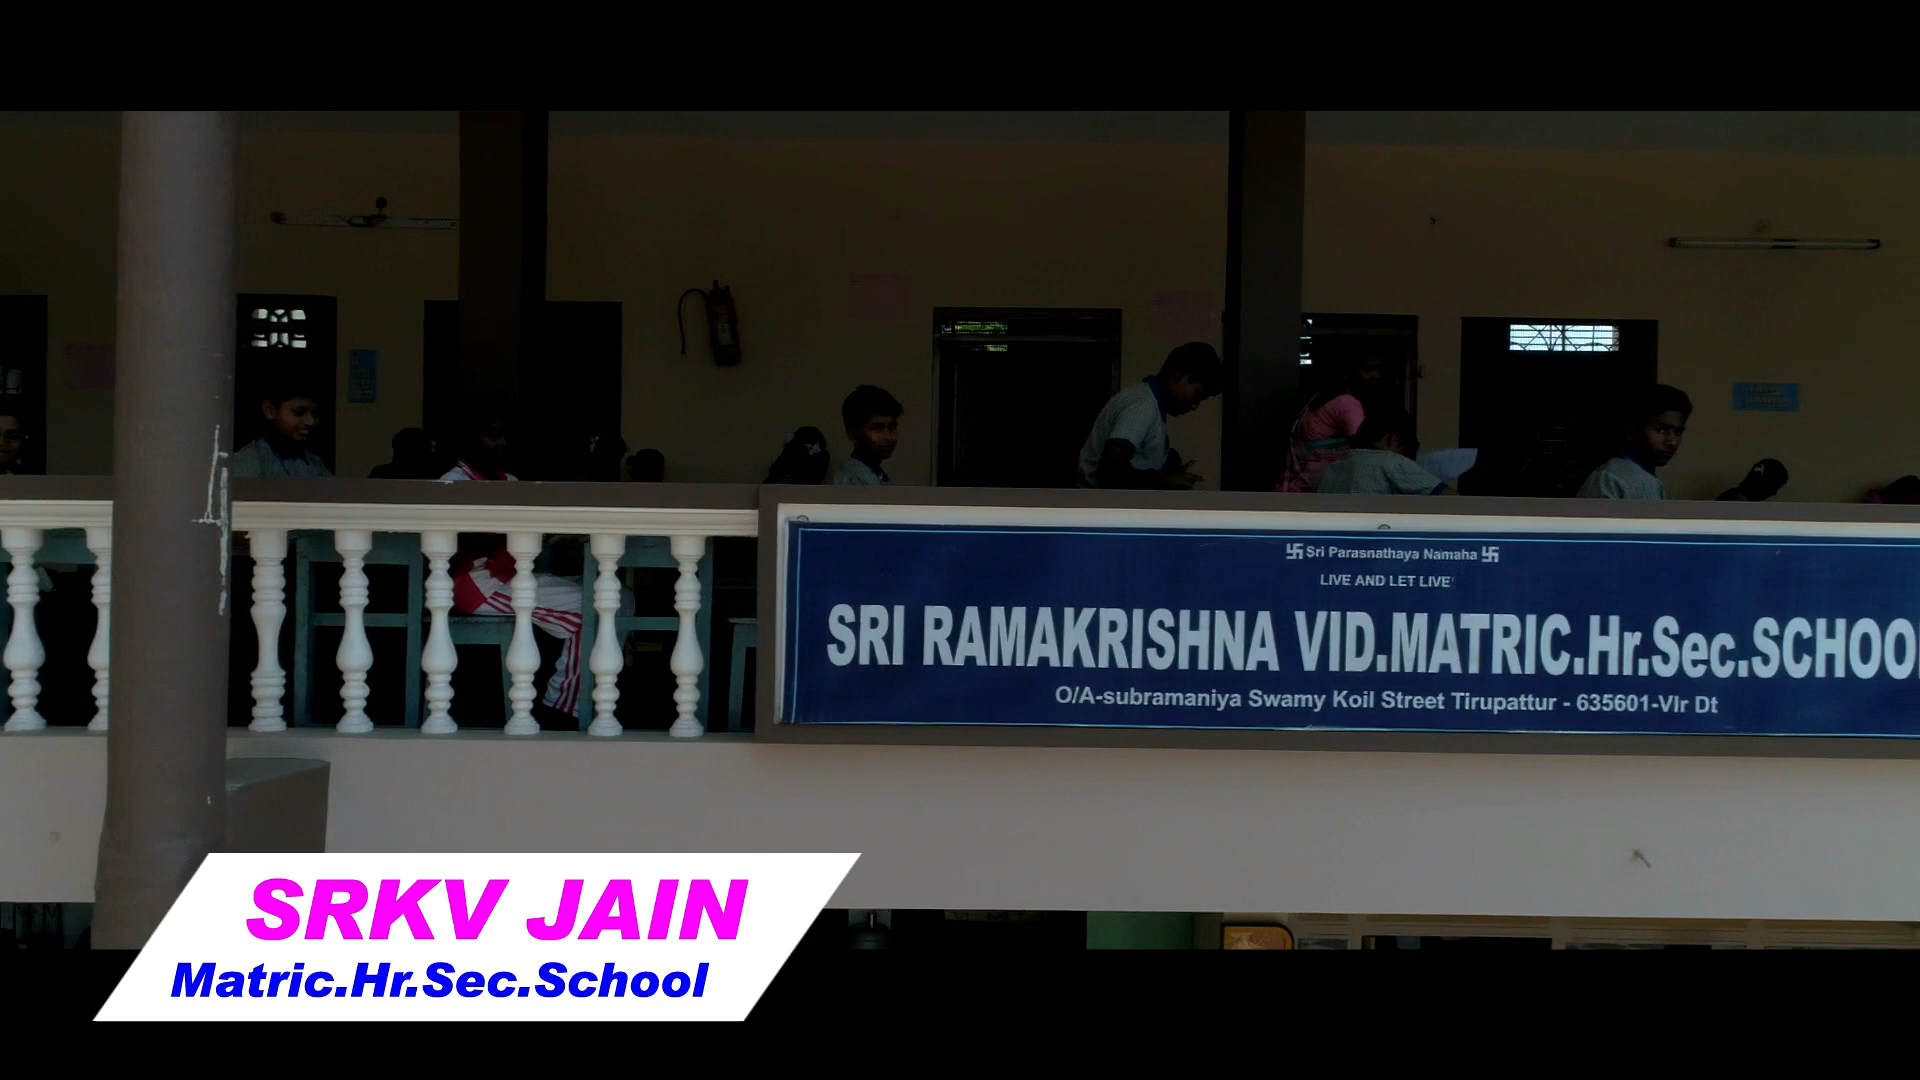 卐 Sri Parasnathaya Namaha 卐
LIVE AND LET LIVE
SRI RAMAKRISHNA VID.MATRIC.Hr.Sec.SCHOOL
O/A-subramaniya Swamy Koil Street Tirupattur - 635601-Vlr Dt
SRKV JAIN
Matric.Hr.Sec.School